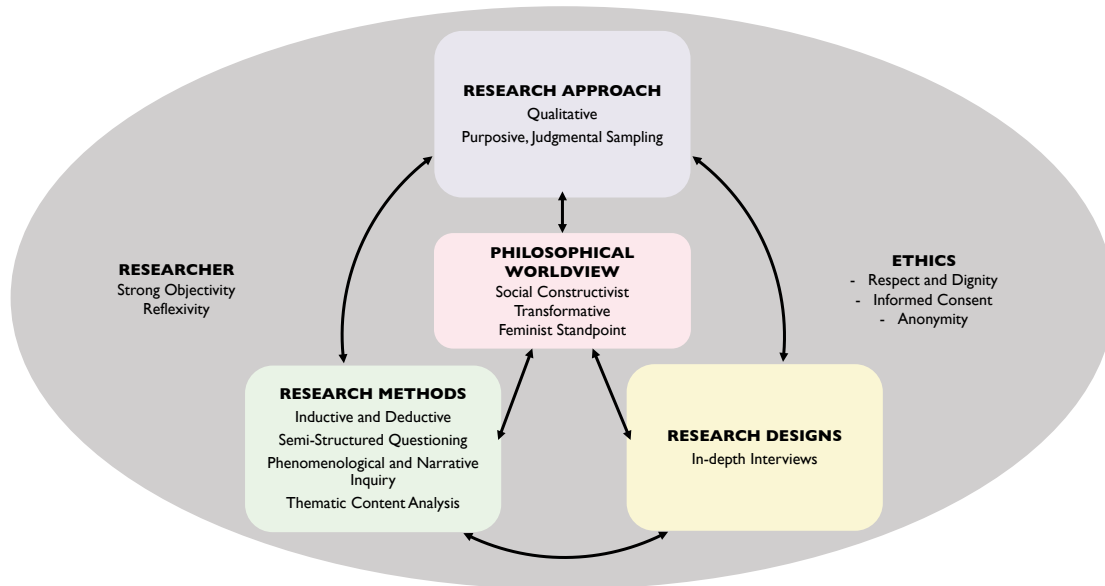 RESEARCH APPROACH
Qualitative
Purposive, Judgmental Sampling
PHILOSOPHICAL
WORLDVIEW
Social Constructivist
Transformative
Feminist Standpoint
RESEARCHER
Strong Objectivity
Reflexivity
ETHICS
- Respect and Dignity
- Informed Consent
- Anonymity
RESEARCH METHODS
Inductive and Deductive
Semi-Structured Questioning
Phenomenological and Narrative
Inquiry
Thematic Content Analysis
RESEARCH DESIGNS
In-depth Interviews